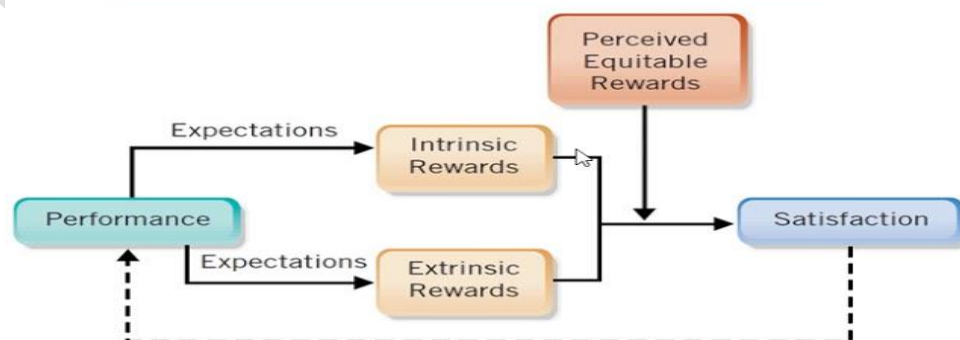 Perceived
Equitable
Rewards
Expectations
Intrinsic
Rewards
Performance
Satisfaction
Expectations
Extrinsic
Rewards